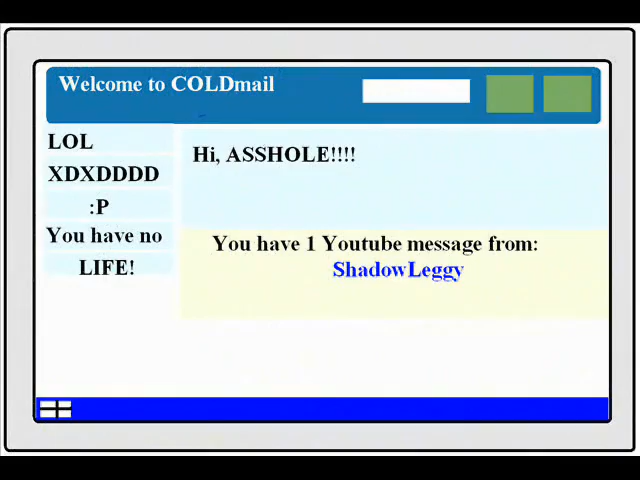 Welcome to COLDmail
LOL
XDXDDDD
:P
You have no
LIFE!
Hi, ASSHOLE!!!!
You have 1 Youtube message from:
ShadowLeggy